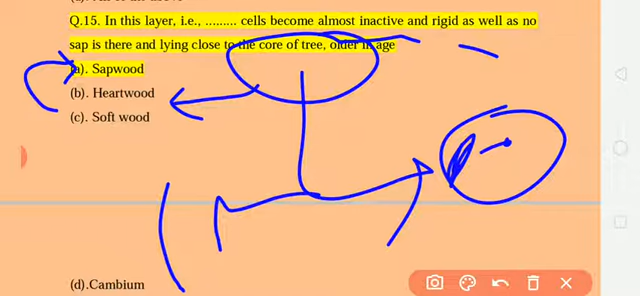 Q.15. In this layer, i.e., ......... cells become almost inactive and rigid as well as no
sap is there and lying close to the core of tree, older in age
(a). Sapwood
(b). Heartwood
(c). Soft wood
(d).Cambium